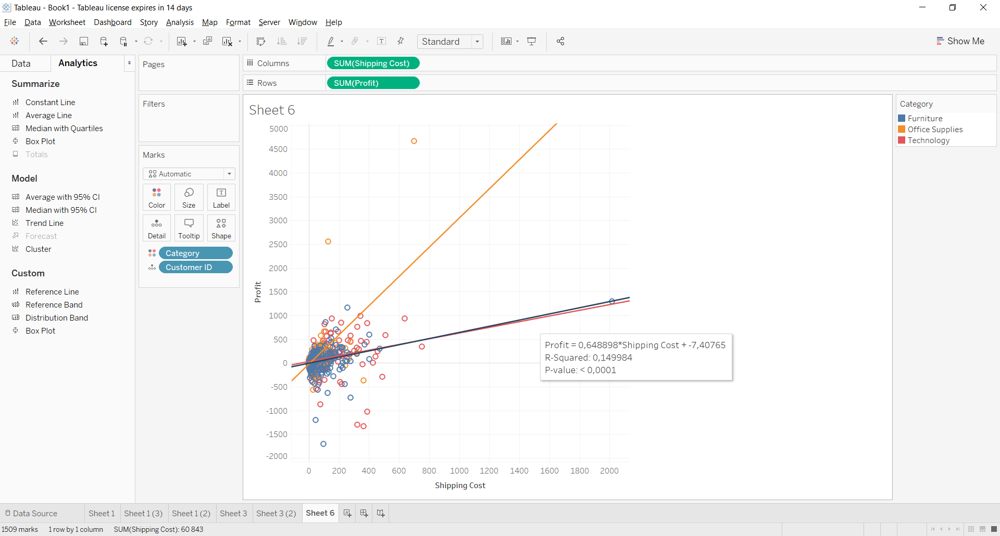 Tableau - Book1 - Tableau license expires in 14 days
File Data Worksheet Dashboard Story Analysis Map Format Server Window Help
Standard
Show Me
Data Analytics
Summarize
Constant Line
Average Line
Median with Quartiles
Box Plot
Totals
Model
Average with 95% CI
Median with 95% CI
Trend Line
Forecast
Cluster
Custom
Reference Line
Reference Band
Distribution Band
Box Plot
Pages
Filters
Marks
Automatic
Color Size Label
Detail Tooltip Shape
Category
Customer ID
Columns SUM(Shipping Cost)
Rows SUM(Profit)
Sheet 6
5000
4500
4000
3500
3000
2500
2000
1500
1000
500
0
-500
-1000
-1500
-2000
Profit
0 200 400 600 800 1000 1200 1400 1600 1800 2000
Shipping Cost
Profit = 0,648898*Shipping Cost + -7,40765
R-Squared: 0,149984
P-value: < 0,0001
Category
Furniture
Office Supplies
Technology
Data Source Sheet 1 Sheet 1 (3) Sheet 1 (2) Sheet 3 Sheet 3 (2) Sheet 6
1509 marks 1 row by 1 column SUM(Shipping Cost): 60 843